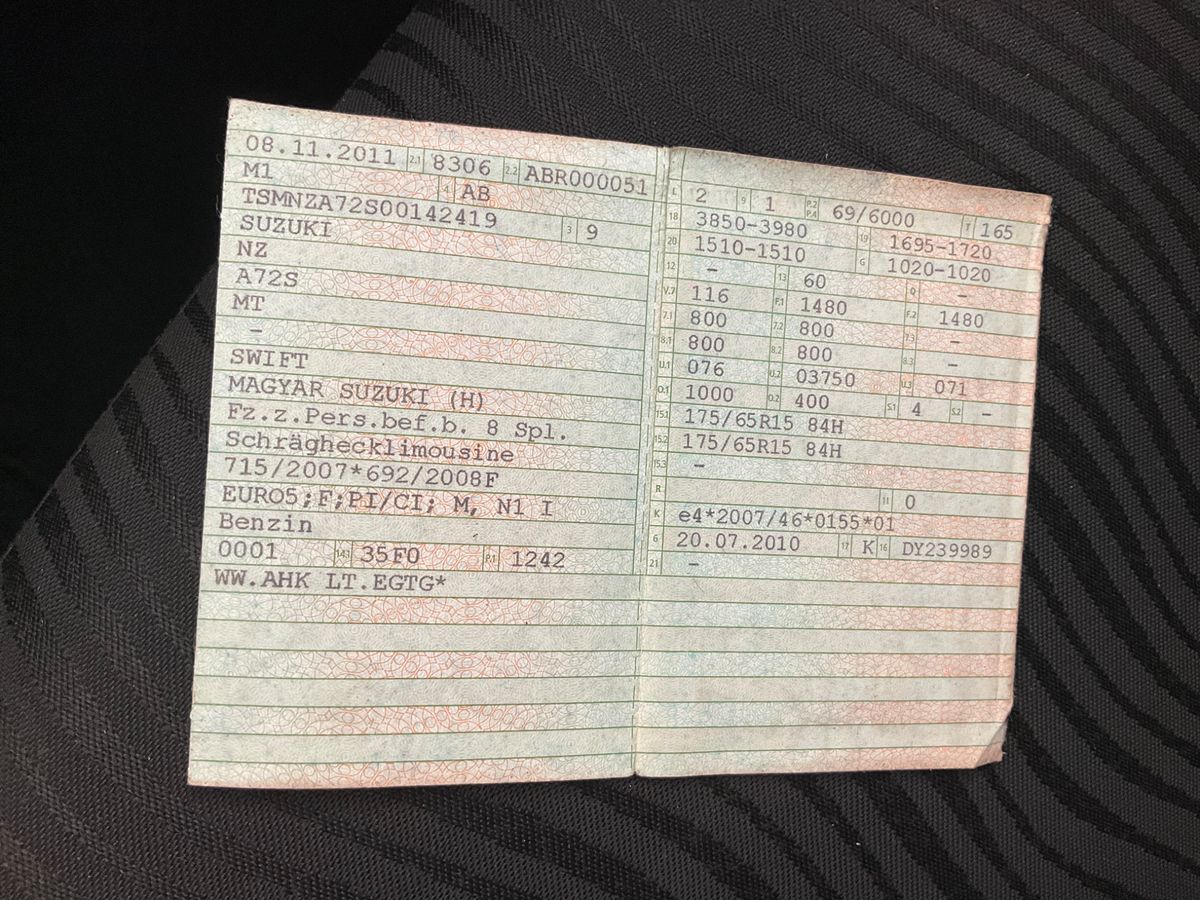 08.11.2011 2.1 8306 2.2 ABR000051
M1 4 AB
TSMNZA72S00142419 3 9
SUZUKI
NZ
A72S
MT
–
SWIFT
MAGYAR SUZUKI (H)
Fz.z.Pers.bef.b. 8 Spl.
Schräghecklimousine
715/2007*692/2008F
EURO5;F;PI/CI; M, N1 I
Benzin
0001 14.1 35F0 P.1 1242
WW.AHK LT.EGTG*
L 2 9 1 P.2 P.4 69/6000 T 165
18 3850-3980 19 1695-1720
20 1510-1510 G 1020-1020
12 – 13 60 Q –
V.7 116 F.1 1480 F.2 1480
7.1 800 7.2 800 7.3 –
8.1 800 8.2 800 8.3 –
U.1 076 U.2 03750 U.3 071
O.1 1000 O.2 400 S.1 4 S.2 –
15.1 175/65R15 84H
15.2 175/65R15 84H
15.3 –
R 11 0
K e4*2007/46*0155*01
6 20.07.2010 17 K 16 DY239989
21 –